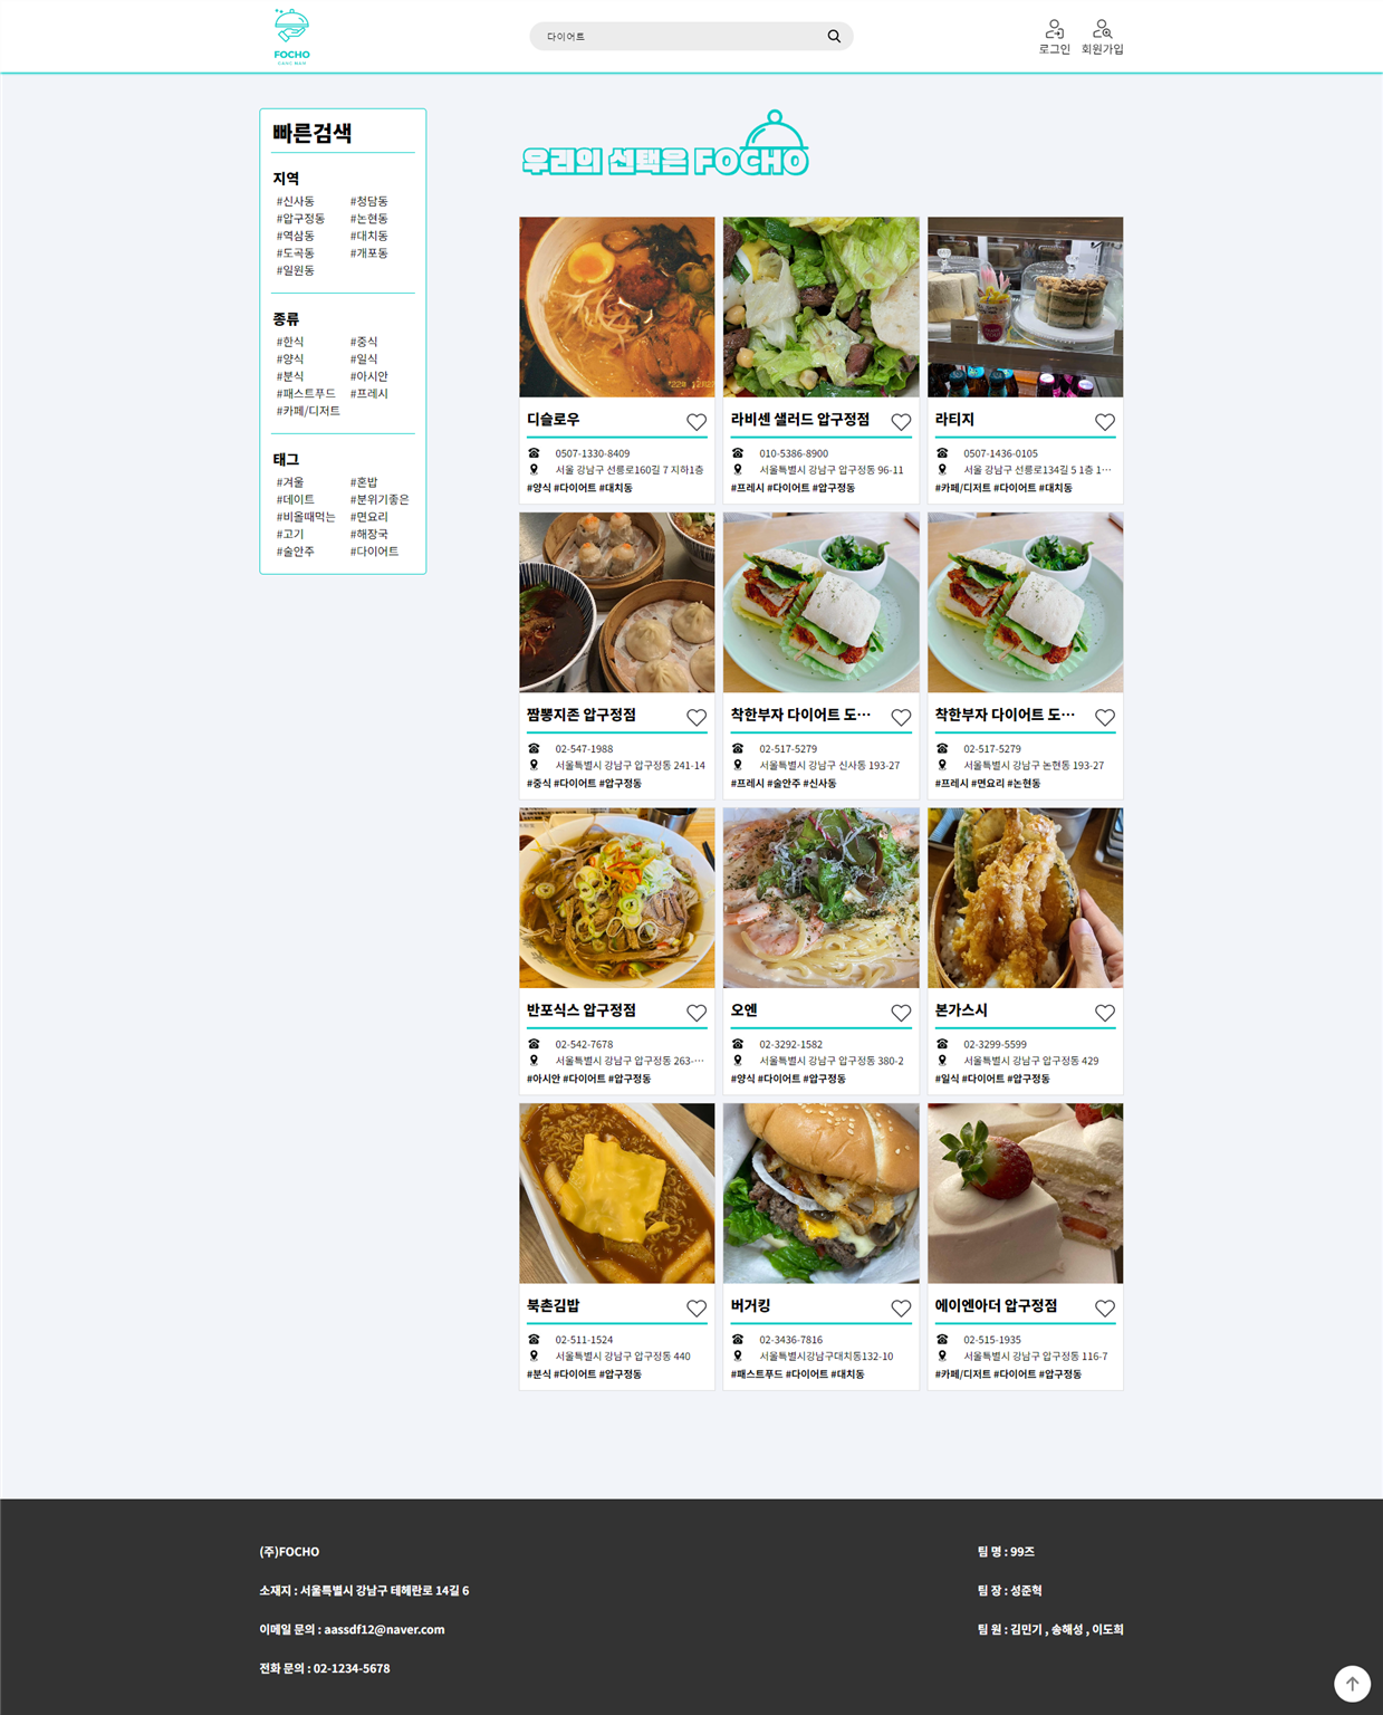 FOCHO
다이어트
로그인
회원가입
빠른검색
지역
#신사동 #청담동
#압구정동 #논현동
#역삼동 #대치동
#도곡동 #개포동
#일원동
종류
#한식 #중식
#양식 #일식
#분식 #아시안
#패스트푸드 #프레시
#카페/디저트
태그
#겨울 #혼밥
#데이트 #분위기좋은
#비올때먹는 #면요리
#고기 #해장국
#술안주 #다이어트
우리의 선택은 FOCHO
디슬로우
0507-1330-8409
서울 강남구 선릉로160길 7 지하1층
#양식 #다이어트 #대치동
라비센 샐러드 압구정점
010-5386-8900
서울특별시 강남구 압구정동 96-11
#프레시 #다이어트 #압구정동
라티지
0507-1436-0105
서울 강남구 선릉로134길 5 1층 1…
#카페/디저트 #다이어트 #대치동
짬뽕지존 압구정점
02-547-1988
서울특별시 강남구 압구정동 241-14
#중식 #다이어트 #압구정동
착한부자 다이어트 도…
02-517-5279
서울특별시 강남구 신사동 193-27
#프레시 #술안주 #신사동
착한부자 다이어트 도…
02-517-5279
서울특별시 강남구 논현동 193-27
#프레시 #면요리 #논현동
반포식스 압구정점
02-542-7678
서울특별시 강남구 압구정동 263-…
#아시안 #다이어트 #압구정동
오엔
02-3292-1582
서울특별시 강남구 압구정동 380-2
#양식 #다이어트 #압구정동
본가스시
02-3299-5599
서울특별시 강남구 압구정동 429
#일식 #다이어트 #압구정동
북촌김밥
02-511-1524
서울특별시 강남구 압구정동 440
#분식 #다이어트 #압구정동
버거킹
02-3436-7816
서울특별시강남구대치동132-10
#패스트푸드 #다이어트 #대치동
에이엔아더 압구정점
02-515-1935
서울특별시 강남구 압구정동 116-7
#카페/디저트 #다이어트 #압구정동
(주)FOCHO
소재지 : 서울특별시 강남구 테헤란로 14길 6
이메일 문의 : aassdf12@naver.com
전화 문의 : 02-1234-5678
팀 명 : 99즈
팀 장 : 성준혁
팀 원 : 김민기 , 송해성 , 이도희